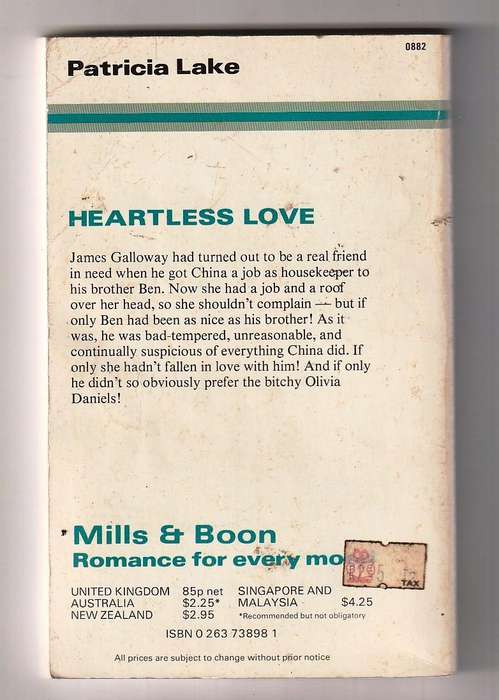 0882
Patricia Lake
HEARTLESS LOVE
James Galloway had turned out to be a real friend
in need when he got China a job as housekeeper to
his brother Ben. Now she had a job and a roof
over her head, so she shouldn't complain — but if
only Ben had been as nice as his brother! As it
was, he was bad-tempered, unreasonable, and
continually suspicious of everything China did. If
only she hadn't fallen in love with him! And if only
he didn't so obviously prefer the bitchy Olivia
Daniels!
Mills & Boon
Romance for every mo
UNITED KINGDOM 85p net SINGAPORE AND
AUSTRALIA $2.25* MALAYSIA $4.25
NEW ZEALAND $2.95 *Recommended but not obligatory
TAX
ISBN 0 263 73898 1
All prices are subject to change without prior notice